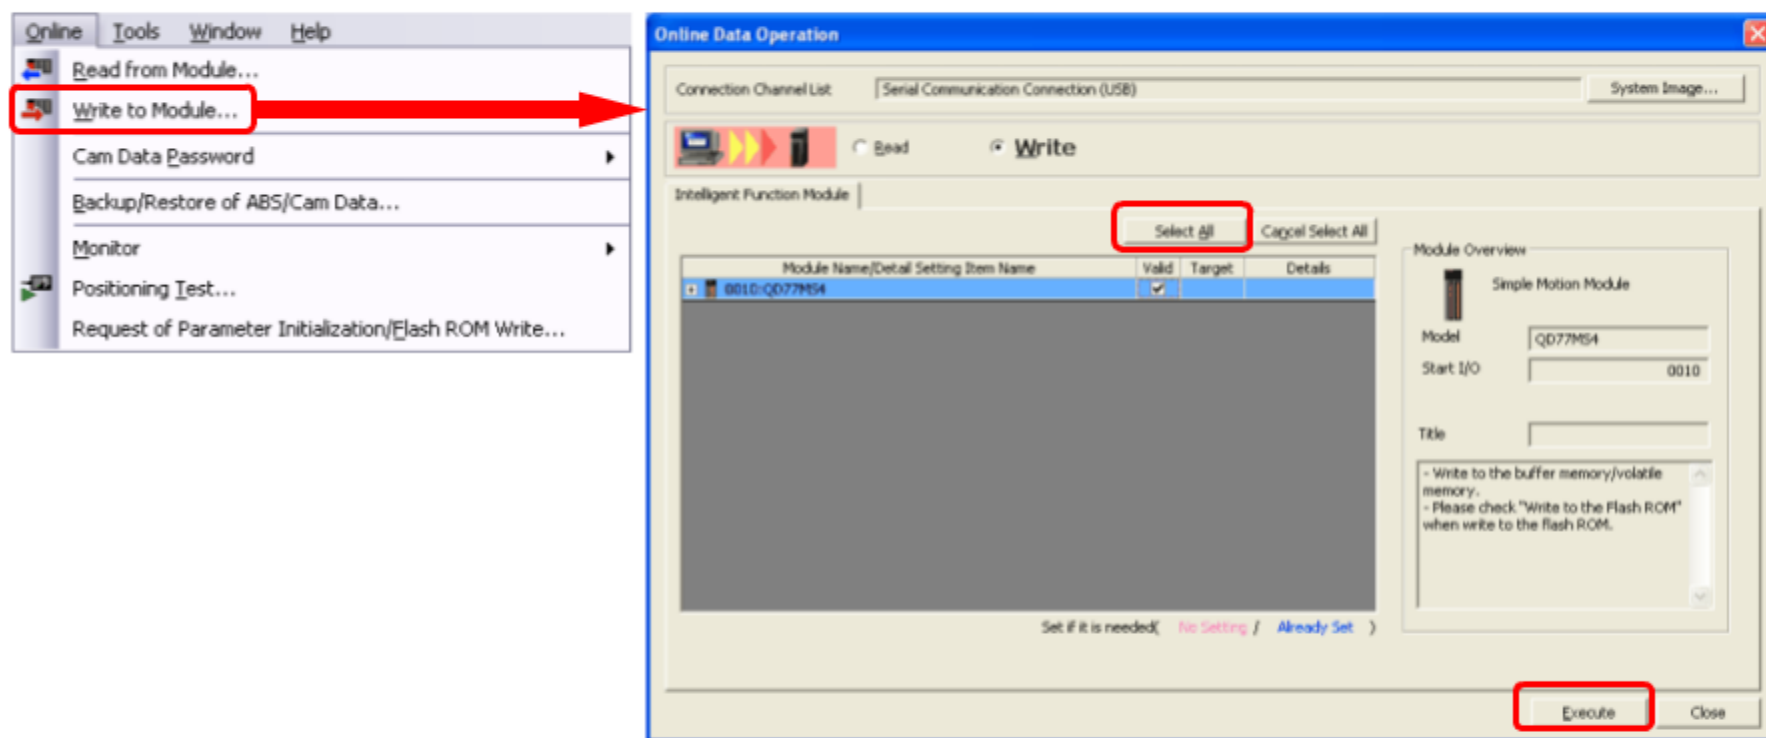 Online Tools Window Help
Read from Module...
Write to Module...
Cam Data Password
Backup/Restore of ABS/Cam Data...
Monitor
Positioning Test...
Request of Parameter Initialization/Flash ROM Write...
Online Data Operation
Connection Channel List Serial Communication Connection (USB) System Image...
Read Write
Intelligent Function Module
Select All Cancel Select All
Module Name/Detail Setting Item Name Valid Target Details
0010:QD77MS4
Set if it is needed( No Setting / Already Set )
Module Overview
Simple Motion Module
Model QD77MS4
Start I/O 0010
Title
- Write to the buffer memory/volatile
memory.
- Please check "Write to the Flash ROM"
when write to the flash ROM.
Execute Close